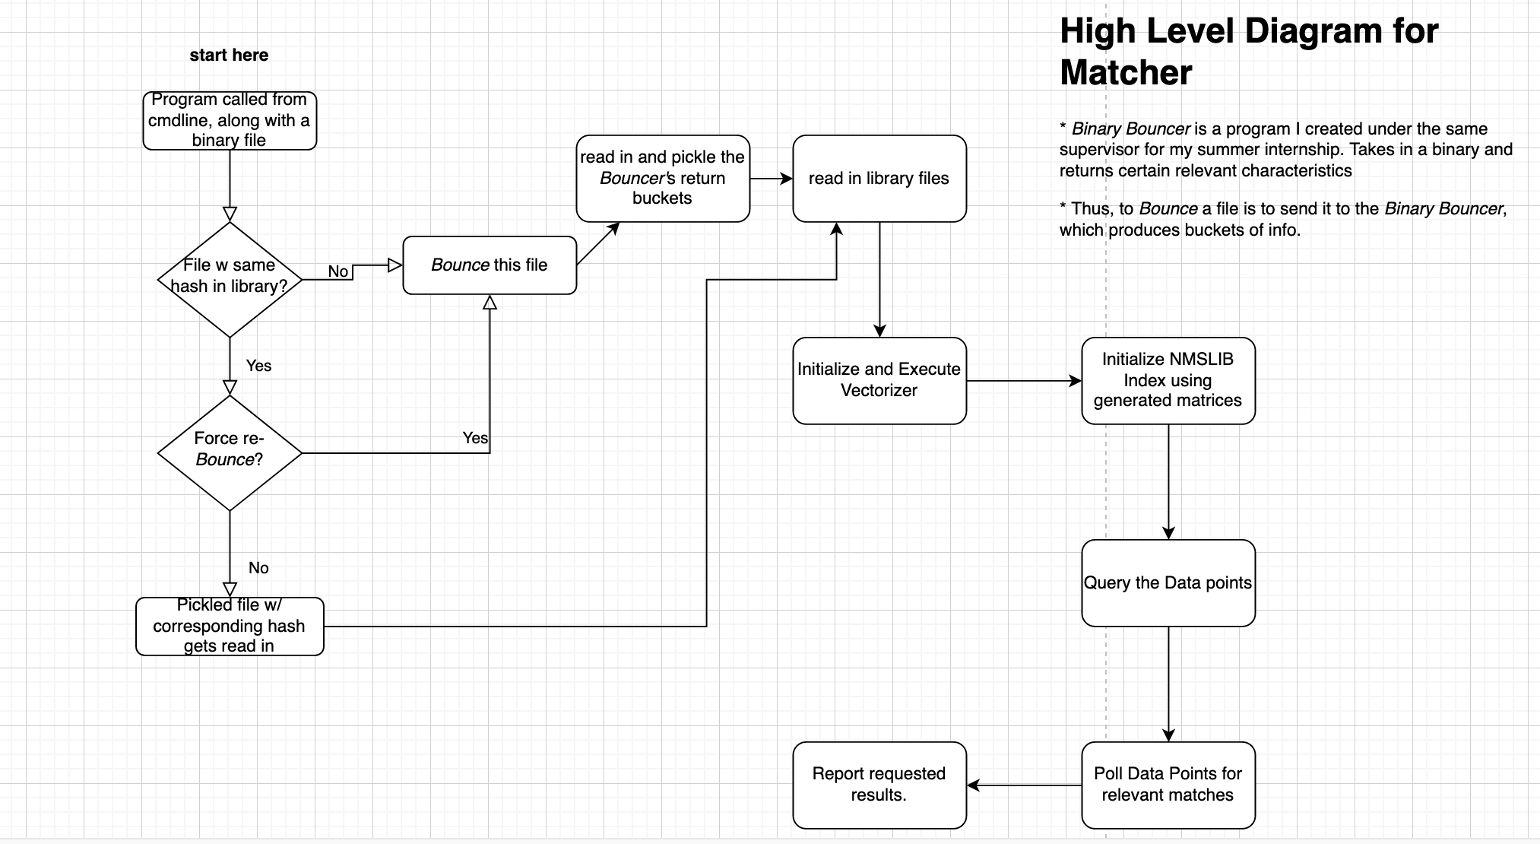 High Level Diagram for
Matcher
* Binary Bouncer is a program I created under the same
supervisor for my summer internship. Takes in a binary and
returns certain relevant characteristics
* Thus, to Bounce a file is to send it to the Binary Bouncer,
which produces buckets of info.
start here
Program called from
cmdline, along with a
binary file
File w same
hash in library?
No
Yes
Force re-
Bounce?
Yes
No
Pickled file w/
corresponding hash
gets read in
Bounce this file
read in and pickle the
Bouncer's return
buckets
read in library files
Initialize and Execute
Vectorizer
Initialize NMSLIB
Index using
generated matrices
Query the Data points
Poll Data Points for
relevant matches
Report requested
results.